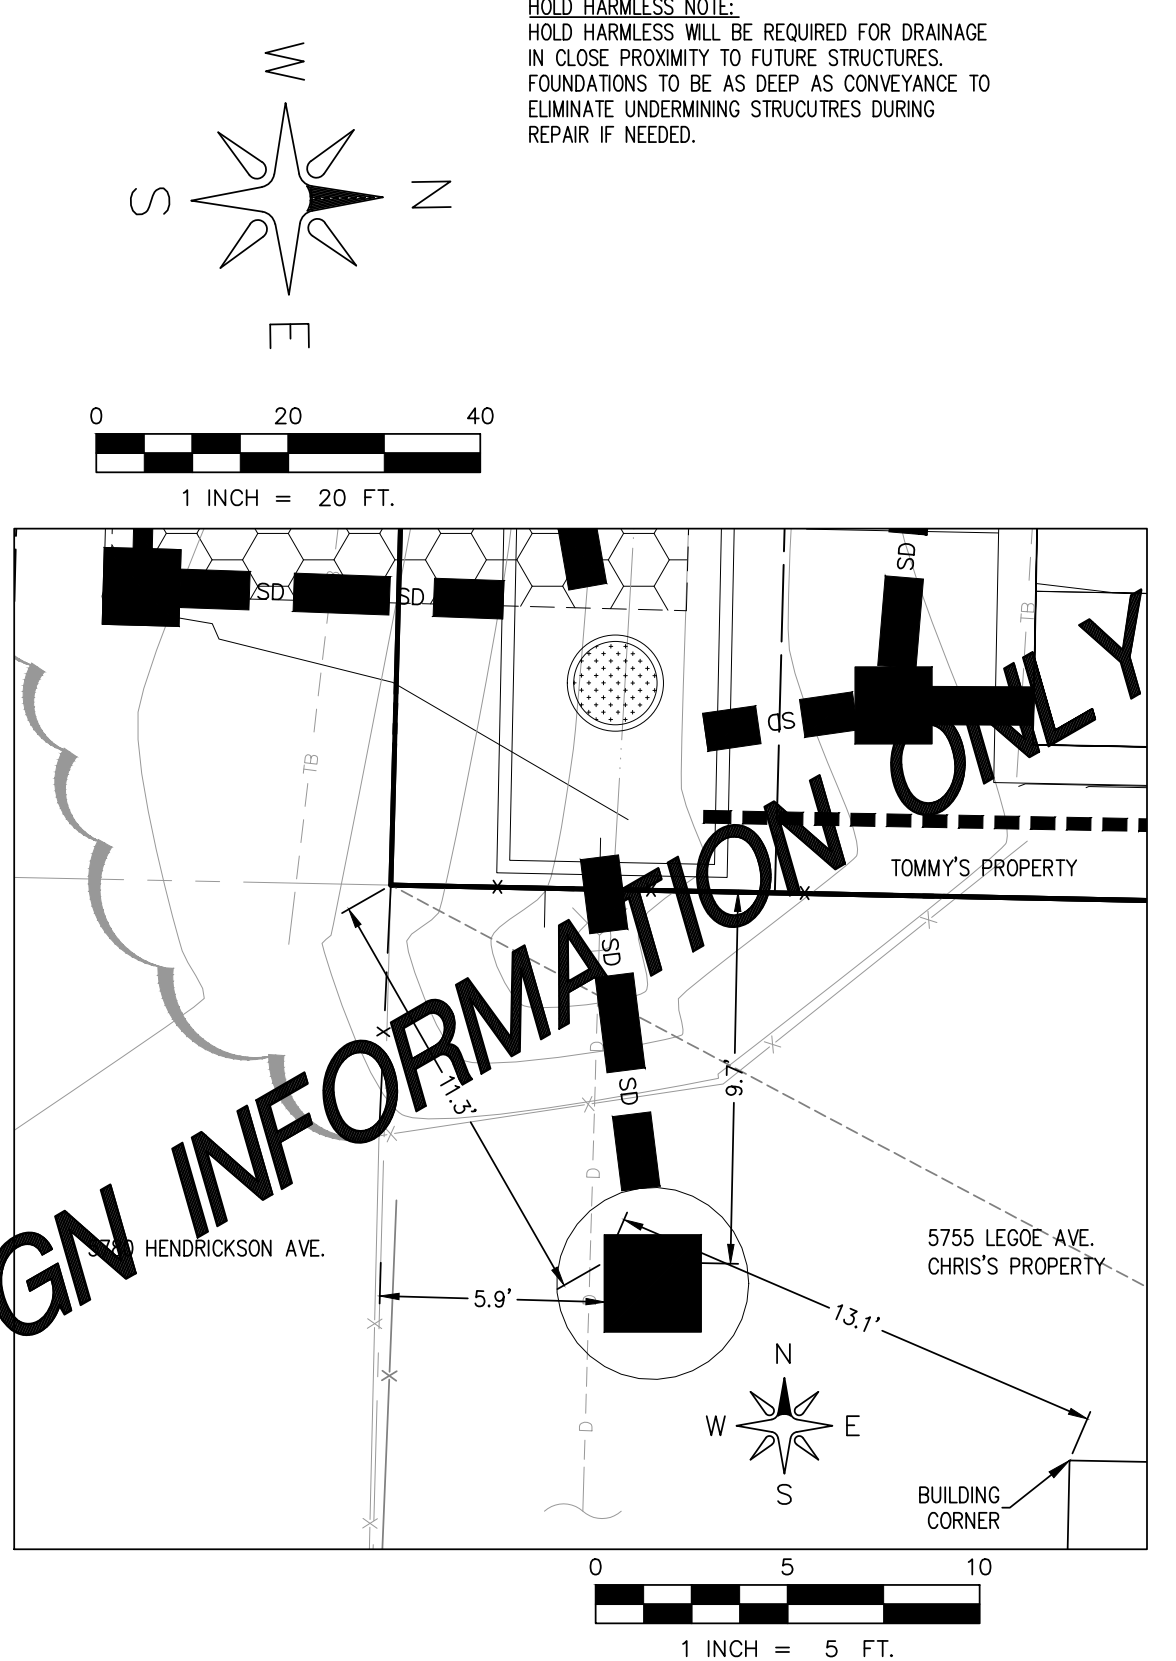 HOLD HARMLESS NOTE:
HOLD HARMLESS WILL BE REQUIRED FOR DRAINAGE
IN CLOSE PROXIMITY TO FUTURE STRUCTURES.
FOUNDATIONS TO BE AS DEEP AS CONVEYANCE TO
ELIMINATE UNDERMINING STRUCUTRES DURING
REPAIR IF NEEDED.
W
S
N
E
0 20 40
1 INCH = 20 FT.
SD
SD
SD
TB
SD
TB
TOMMY'S PROPERTY
SD
D
SD
11.3'
9.7'
D
GN INFORMATION ONLY
HENDRICKSON AVE.
5755 LEGOE AVE.
CHRIS'S PROPERTY
5.9'
D
13.1'
N
W E
S
D
BUILDING
CORNER
0 5 10
1 INCH = 5 FT.